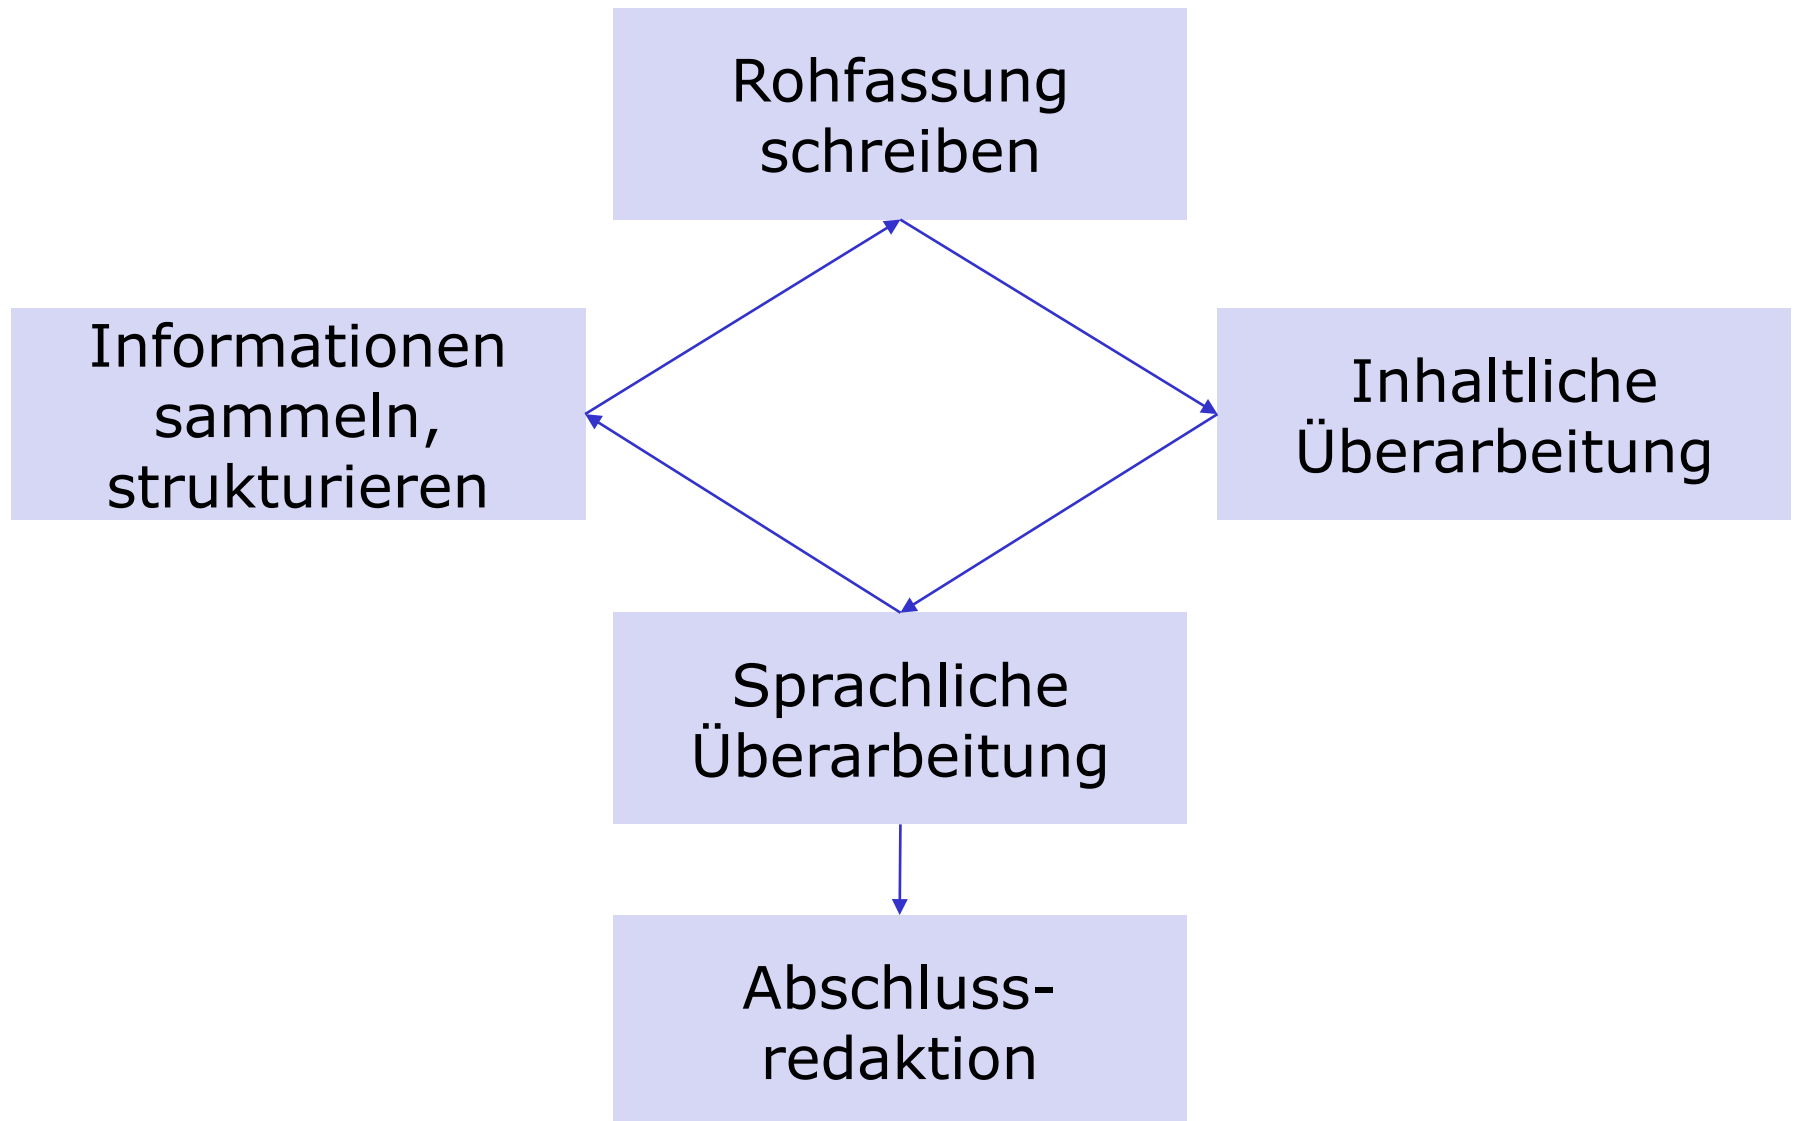 Rohfassung
schreiben
Informationen
sammeln,
strukturieren
Inhaltliche
Überarbeitung
Sprachliche
Überarbeitung
Abschluss-
redaktion